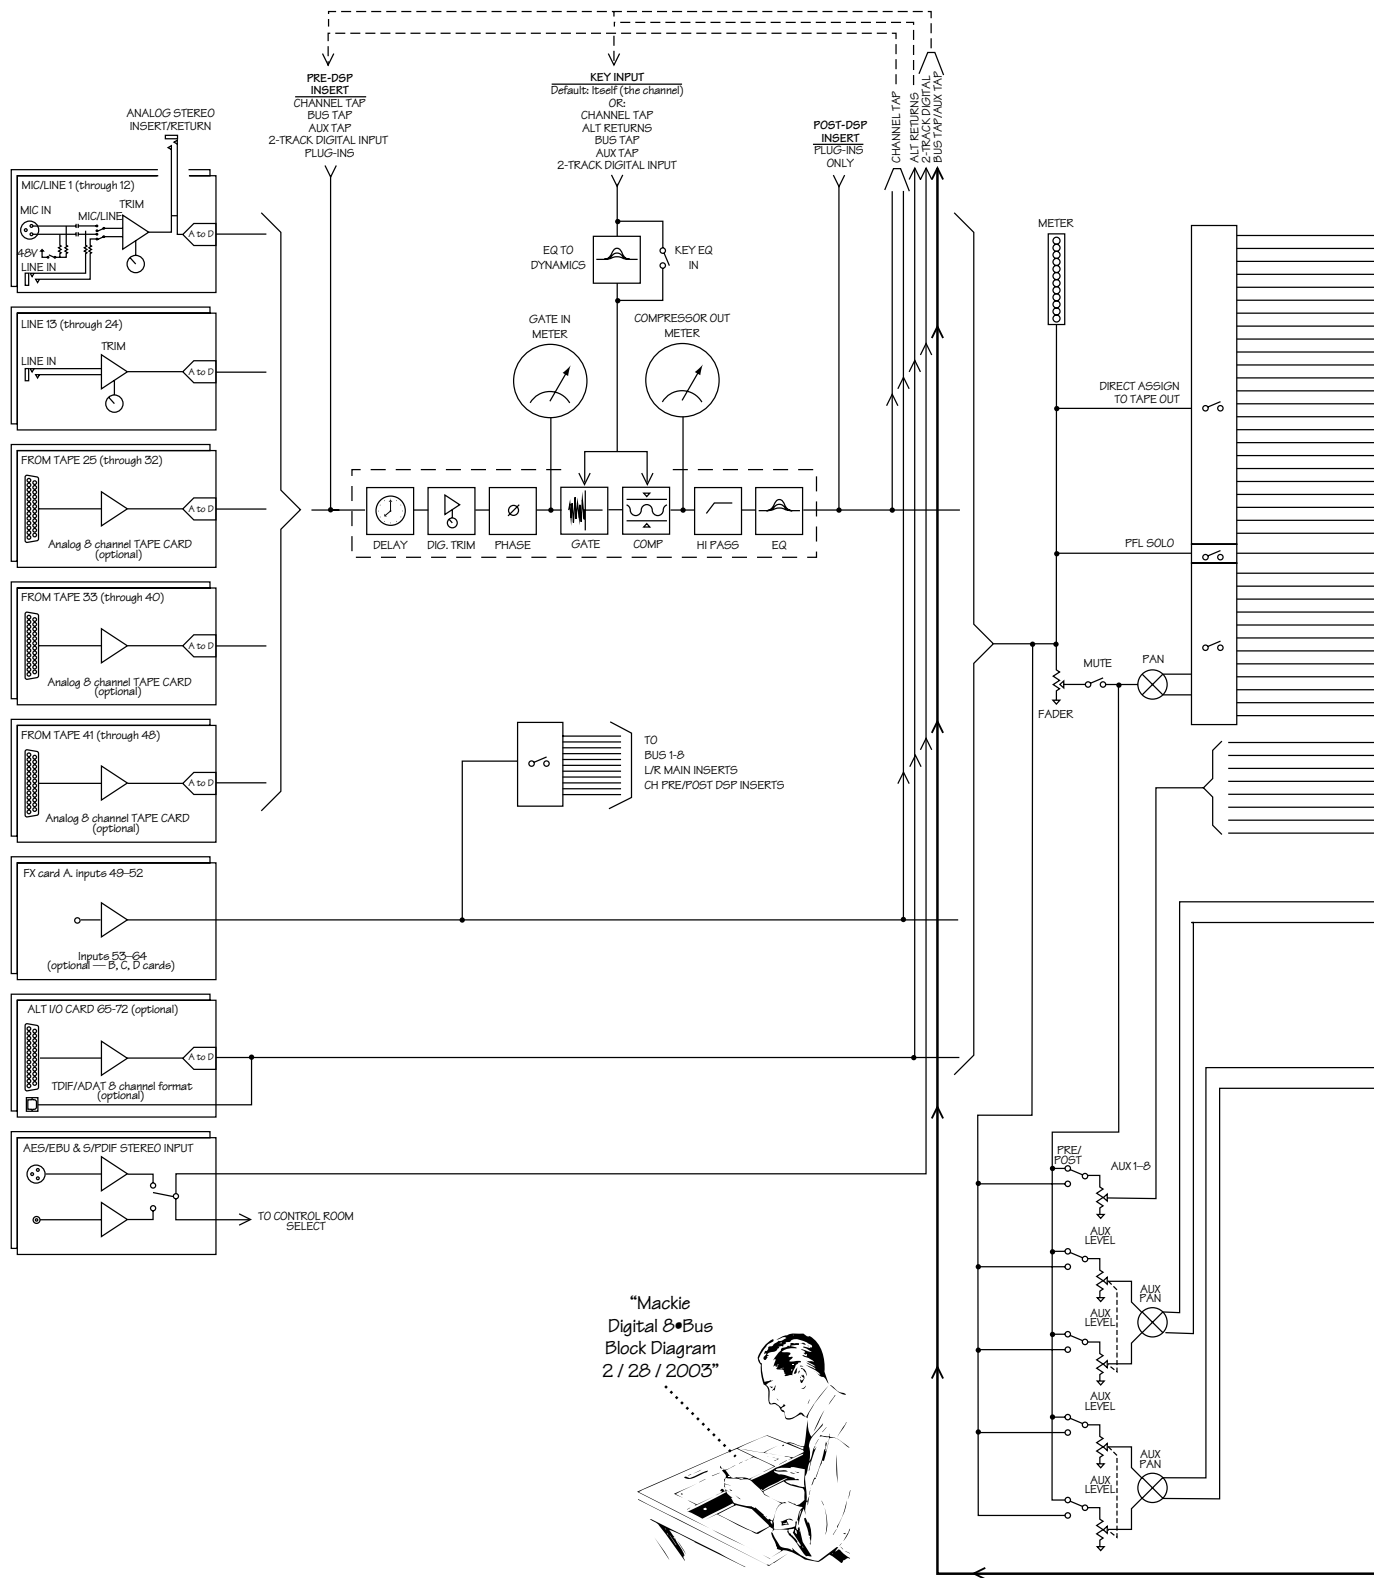 PRE-DSP
INSERT
CHANNEL TAP
BUS TAP
AUX TAP
2-TRACK DIGITAL INPUT
PLUG-INS
KEY INPUT
Default: Itself (the channel)
OR:
CHANNEL TAP
ALT RETURNS
BUS TAP
AUX TAP
2-TRACK DIGITAL INPUT
POST-DSP
INSERT
PLUG-INS
ONLY
CHANNEL TAP
ALT RETURNS
2-TRACK DIGITAL
BUS TAP/AUX TAP
ANALOG STEREO
INSERT/RETURN
MIC/LINE 1 (through 12)
MIC IN
MIC/LINE
TRIM
48V
LINE IN
A to D
EQ TO
DYNAMICS
KEY EQ
IN
METER
LINE 13 (through 24)
LINE IN
TRIM
A to D
GATE IN
METER
COMPRESSOR OUT
METER
DIRECT ASSIGN
TO TAPE OUT
FROM TAPE 25 (through 32)
A to D
Analog 8 channel TAPE CARD
(optional)
DELAY
DIG. TRIM
PHASE
GATE
COMP
HI PASS
EQ
PFL SOLO
FROM TAPE 33 (through 40)
A to D
Analog 8 channel TAPE CARD
(optional)
MUTE
PAN
FADER
FROM TAPE 41 (through 48)
A to D
Analog 8 channel TAPE CARD
(optional)
TO
BUS 1-8
L/R MAIN INSERTS
CH PRE/POST DSP INSERTS
FX card A. inputs 49–52
Inputs 53–64
(optional — B, C, D cards)
ALT I/O CARD 65-72 (optional)
A to D
TDIF/ADAT 8 channel format
(optional)
AES/EBU & S/PDIF STEREO INPUT
TO CONTROL ROOM
SELECT
PRE/
POST
AUX 1–8
AUX
LEVEL
AUX
PAN
AUX
LEVEL
AUX
LEVEL
AUX
PAN
AUX
LEVEL
“Mackie
Digital 8•Bus
Block Diagram
2 / 28 / 2003”